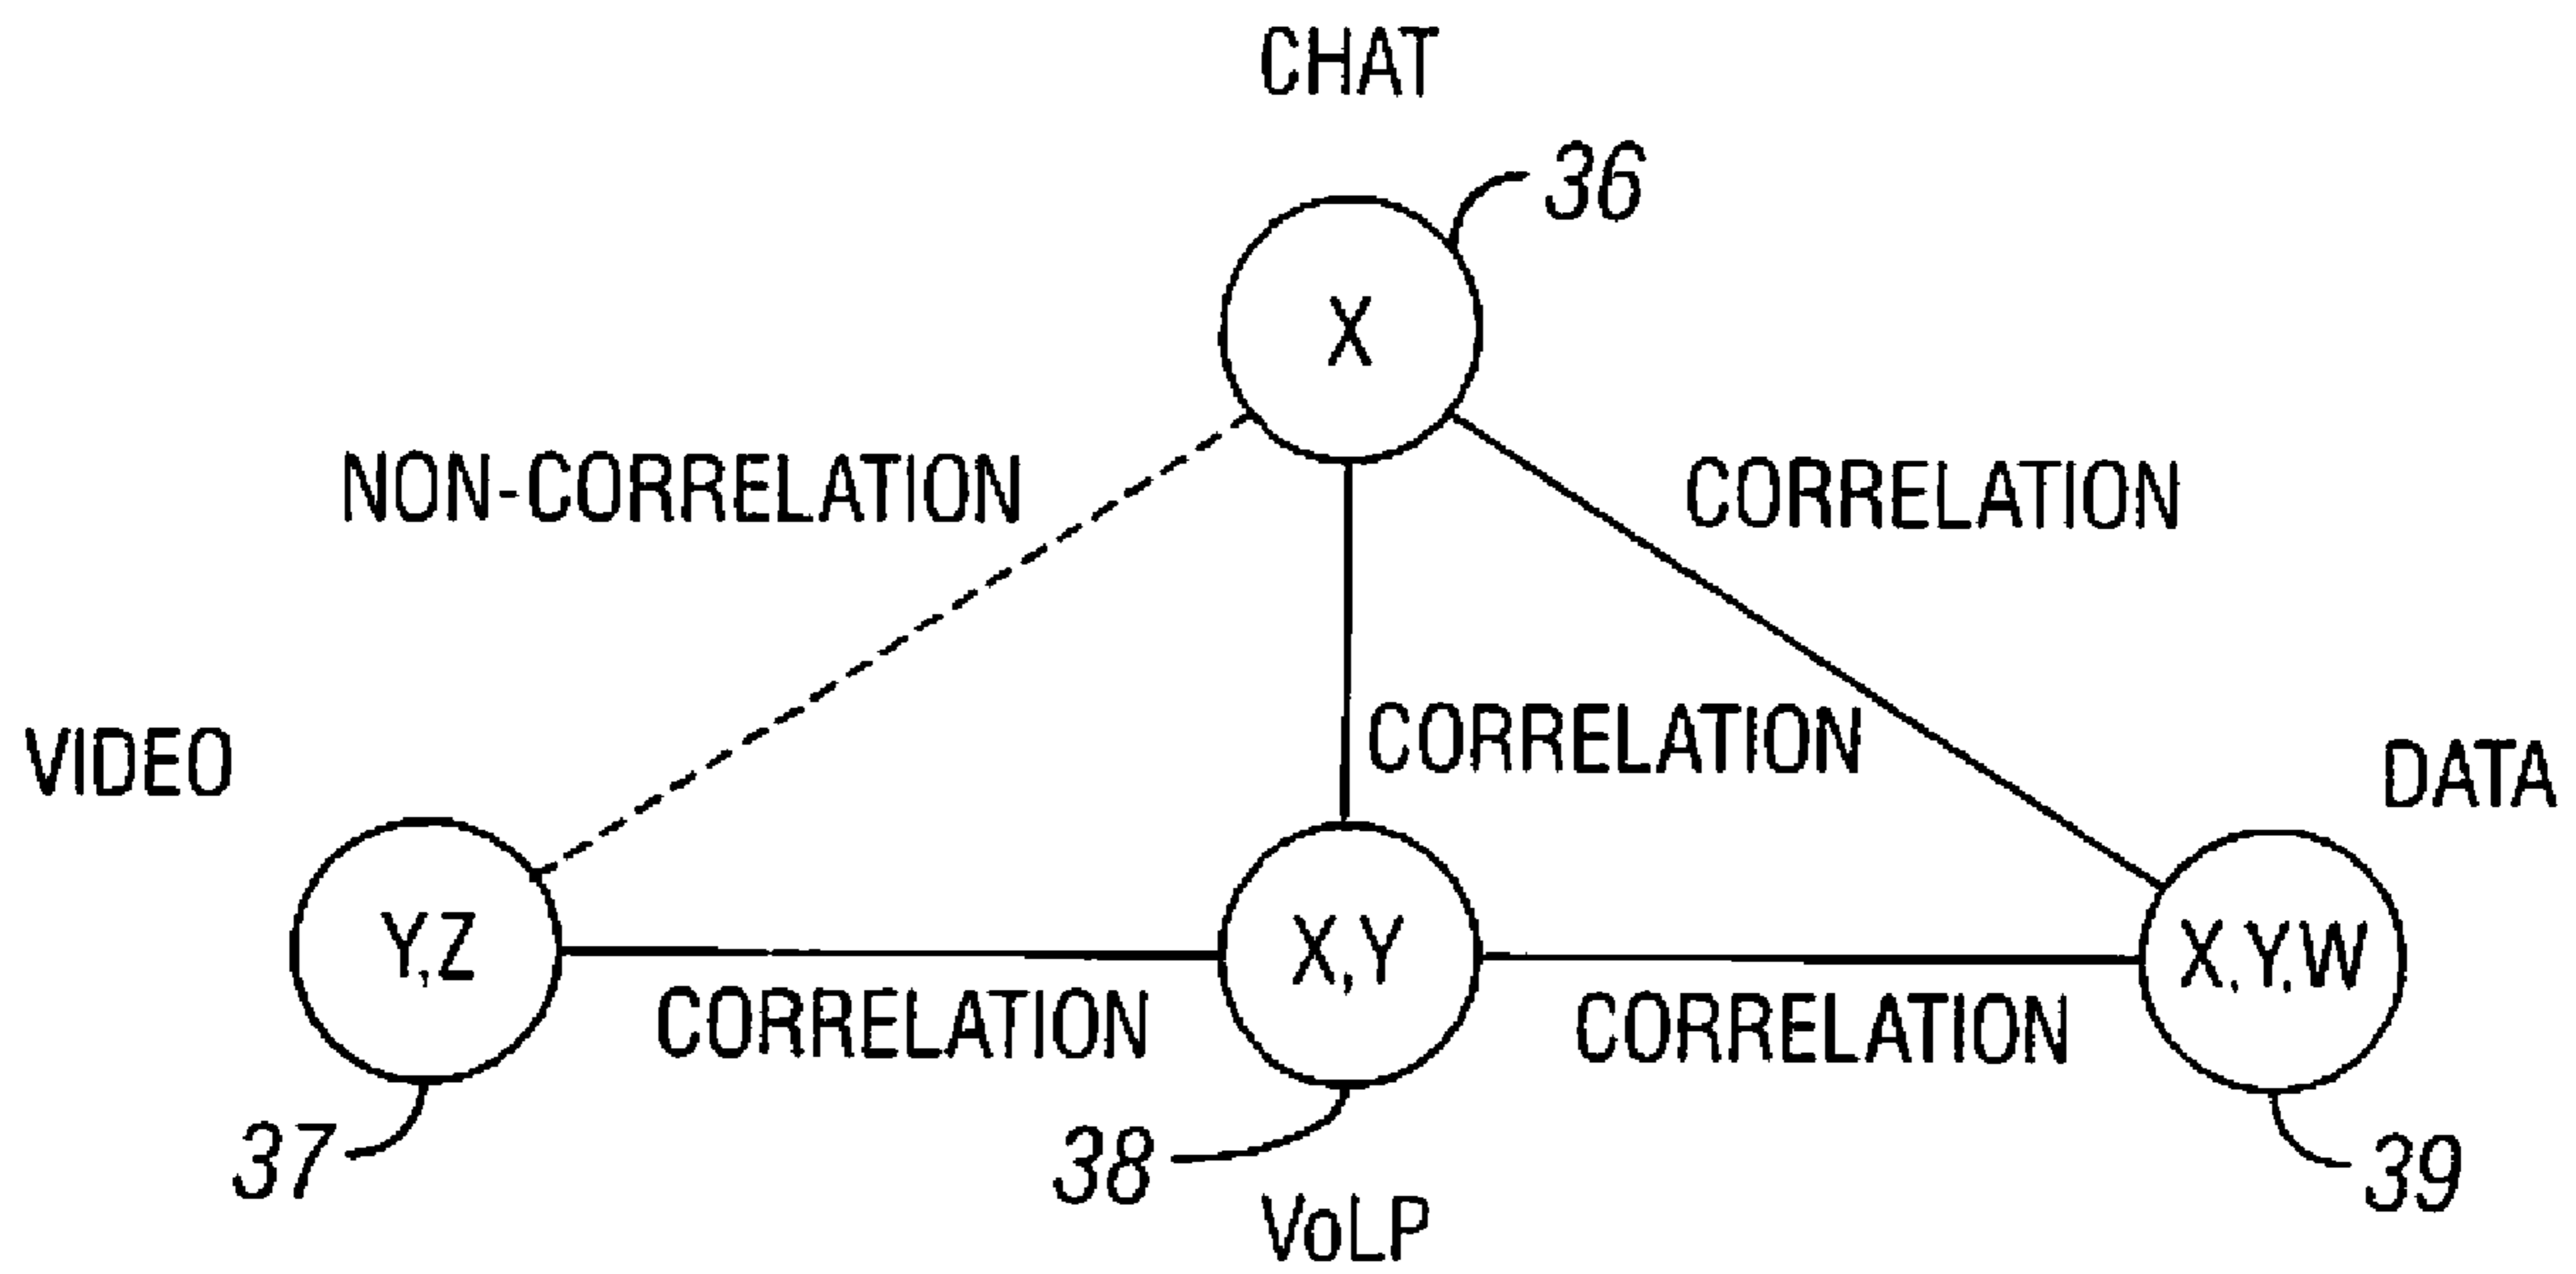 CHAT
36
X
NON-CORRELATION
CORRELATION
CORRELATION
VIDEO
DATA
Y,Z
X,Y
X,Y,W
CORRELATION
CORRELATION
37
38
39
VoLP